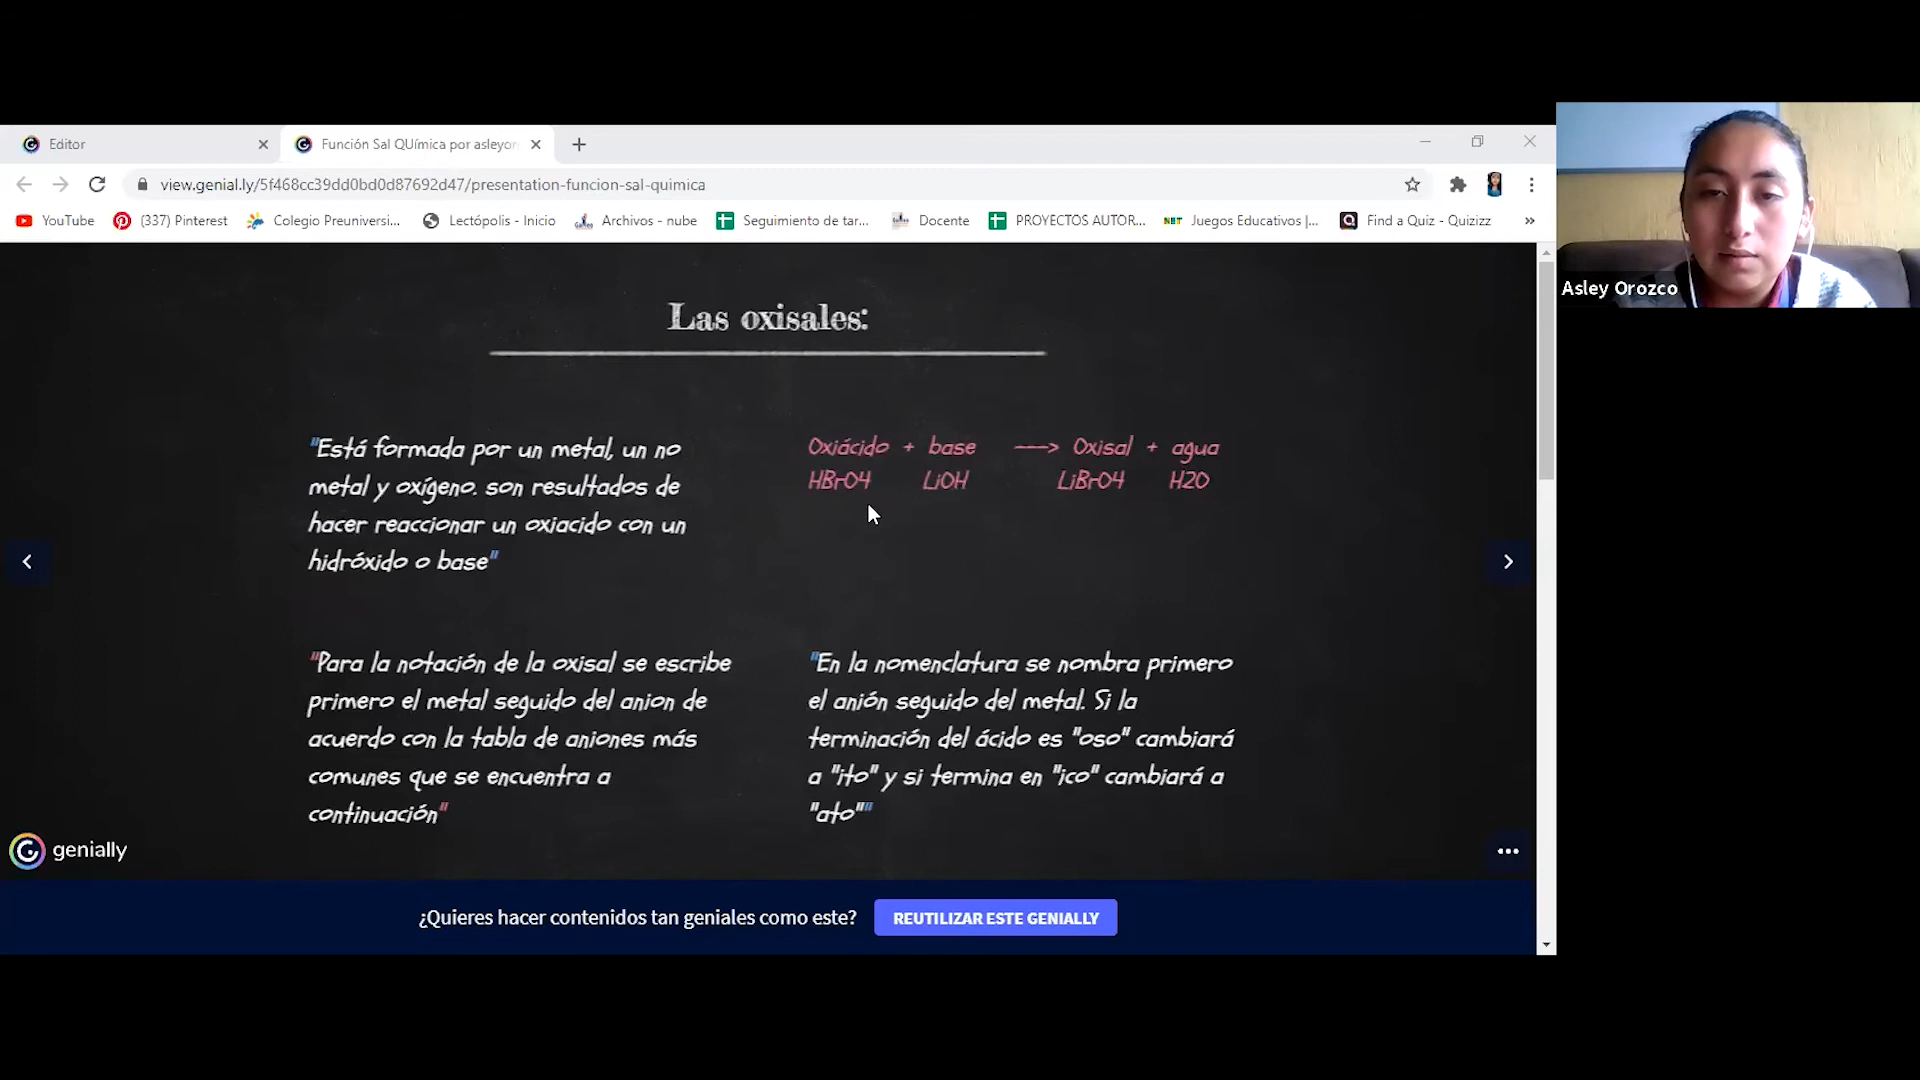 Editor
Función Sal QUímica por asleyor
view.genial.ly/5f468cc39dd0bd0d87692d47/presentation-funcion-sal-quimica
YouTube (337) Pinterest Colegio Preuniversi... Lectópolis - Inicio Archivos - nube Seguimiento de tar... Docente PROYECTOS AUTOR... Juegos Educativos |... Find a Quiz - Quizizz »
Asley Orozco
Las oxisales:
"Está formada por un metal, un no
metal y oxígeno. son resultados de
hacer reaccionar un oxiacido con un
hidróxido o base"
Oxiácido + base ---> Oxisal + agua
HBrO4 LiOH LiBrO4 H2O
"Para la notación de la oxisal se escribe
primero el metal seguido del anion de
acuerdo con la tabla de aniones más
comunes que se encuentra a
continuación"
"En la nomenclatura se nombra primero
el anión seguido del metal. Si la
terminación del ácido es "oso" cambiará
a "ito" y si termina en "ico" cambiará a
"ato""
genially
¿Quieres hacer contenidos tan geniales como este? REUTILIZAR ESTE GENIALLY